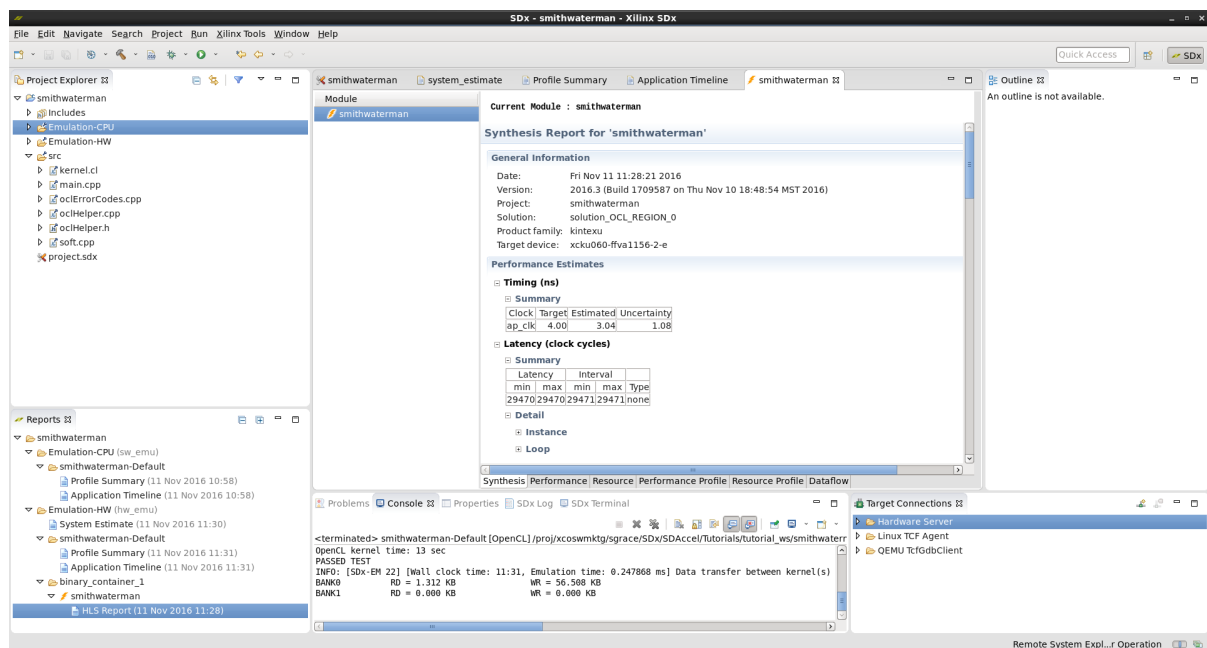 SDx - smithwaterman - Xilinx SDx
File Edit Navigate Search Project Run Xilinx Tools Window Help
Quick Access
SDx
Project Explorer
smithwaterman
Includes
Emulation-CPU
Emulation-HW
src
kernel.cl
main.cpp
oclErrorCodes.cpp
oclHelper.cpp
oclHelper.h
soft.cpp
project.sdx
Reports
smithwaterman
Emulation-CPU (sw_emu)
smithwaterman-Default
Profile Summary (11 Nov 2016 10:58)
Application Timeline (11 Nov 2016 10:58)
Emulation-HW (hw_emu)
System Estimate (11 Nov 2016 11:30)
smithwaterman-Default
Profile Summary (11 Nov 2016 11:31)
Application Timeline (11 Nov 2016 11:31)
binary_container_1
smithwaterman
HLS Report (11 Nov 2016 11:28)
smithwaterman system_estimate Profile Summary Application Timeline smithwaterman
Module
smithwaterman
Current Module : smithwaterman
Synthesis Report for 'smithwaterman'
General Information
Date: Fri Nov 11 11:28:21 2016
Version: 2016.3 (Build 1709587 on Thu Nov 10 18:48:54 MST 2016)
Project: smithwaterman
Solution: solution_OCL_REGION_0
Product family: kintexu
Target device: xcku060-ffva1156-2-e
Performance Estimates
Timing (ns)
Summary
Clock Target Estimated Uncertainty
ap_clk 4.00 3.04 1.08
Latency (clock cycles)
Summary
Latency Interval
min max min max Type
29470 29470 29471 29471 none
Detail
Instance
Loop
Synthesis Performance Resource Performance Profile Resource Profile Dataflow
Problems Console Properties SDx Log SDx Terminal
<terminated> smithwaterman-Default [OpenCL] /proj/xcoswmktg/sgrace/SDx/SDAccel/Tutorials/tutorial_ws/smithwaterr
OpenCL kernel time: 13 sec
PASSED TEST
INFO: [SDx-EM 22] [Wall clock time: 11:31, Emulation time: 0.247868 ms] Data transfer between kernel(s)
BANK0 RD = 1.312 KB WR = 56.508 KB
BANK1 RD = 0.000 KB WR = 0.000 KB
Outline
An outline is not available.
Target Connections
Hardware Server
Linux TCF Agent
QEMU TcfGdbClient
Remote System Expl...r Operation